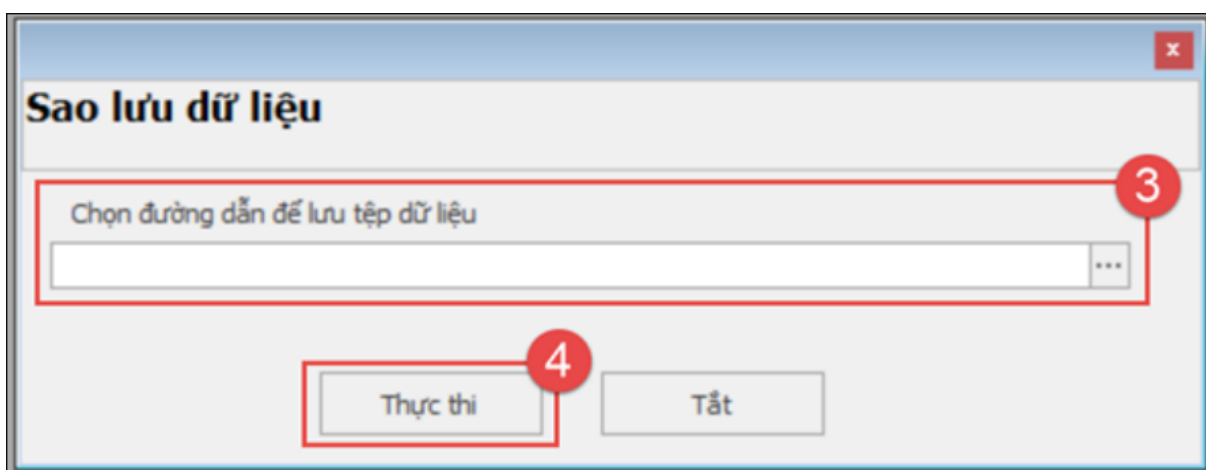 x
Sao lưu dữ liệu
3
Chọn đường dẫn để lưu tệp dữ liệu
...
4
Thực thi
Tắt